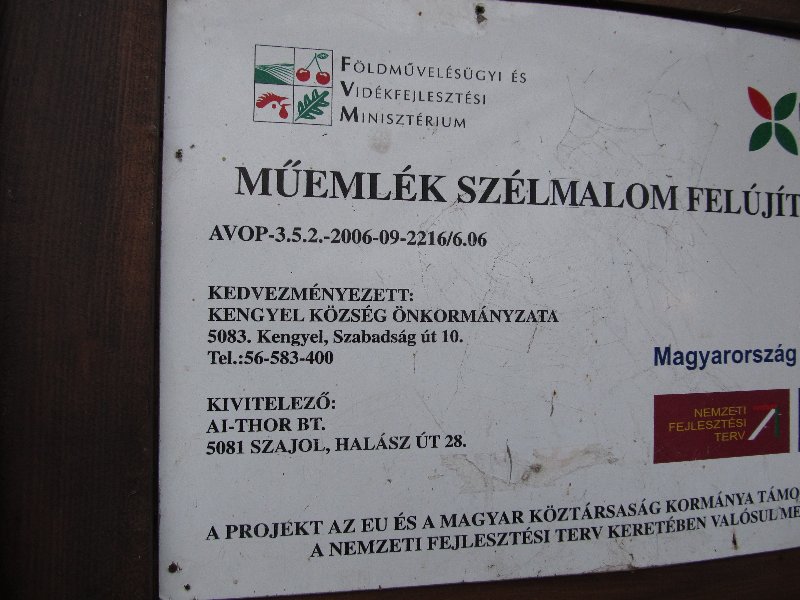 FÖLDMŰVELÉSÜGYI ÉS
VIDÉKFEJLESZTÉSI
MINISZTÉRIUM
MŰEMLÉK SZÉLMALOM FELÚJÍT
AVOP-3.5.2.-2006-09-2216/6.06
KEDVEZMÉNYEZETT:
KENGYEL KÖZSÉG ÖNKORMÁNYZATA
5083. Kengyel, Szabadság út 10.
Tel.:56-583-400
Magyarország
KIVITELEZŐ:
AI-THOR BT.
5081 SZAJOL, HALÁSZ ÚT 28.
NEMZETI
FEJLESZTÉSI
TERV
A PROJEKT AZ EU ÉS A MAGYAR KÖZTÁRSASÁG KORMÁNYA TÁMO
A NEMZETI FEJLESZTÉSI TERV KERETÉBEN VALÓSUL ME